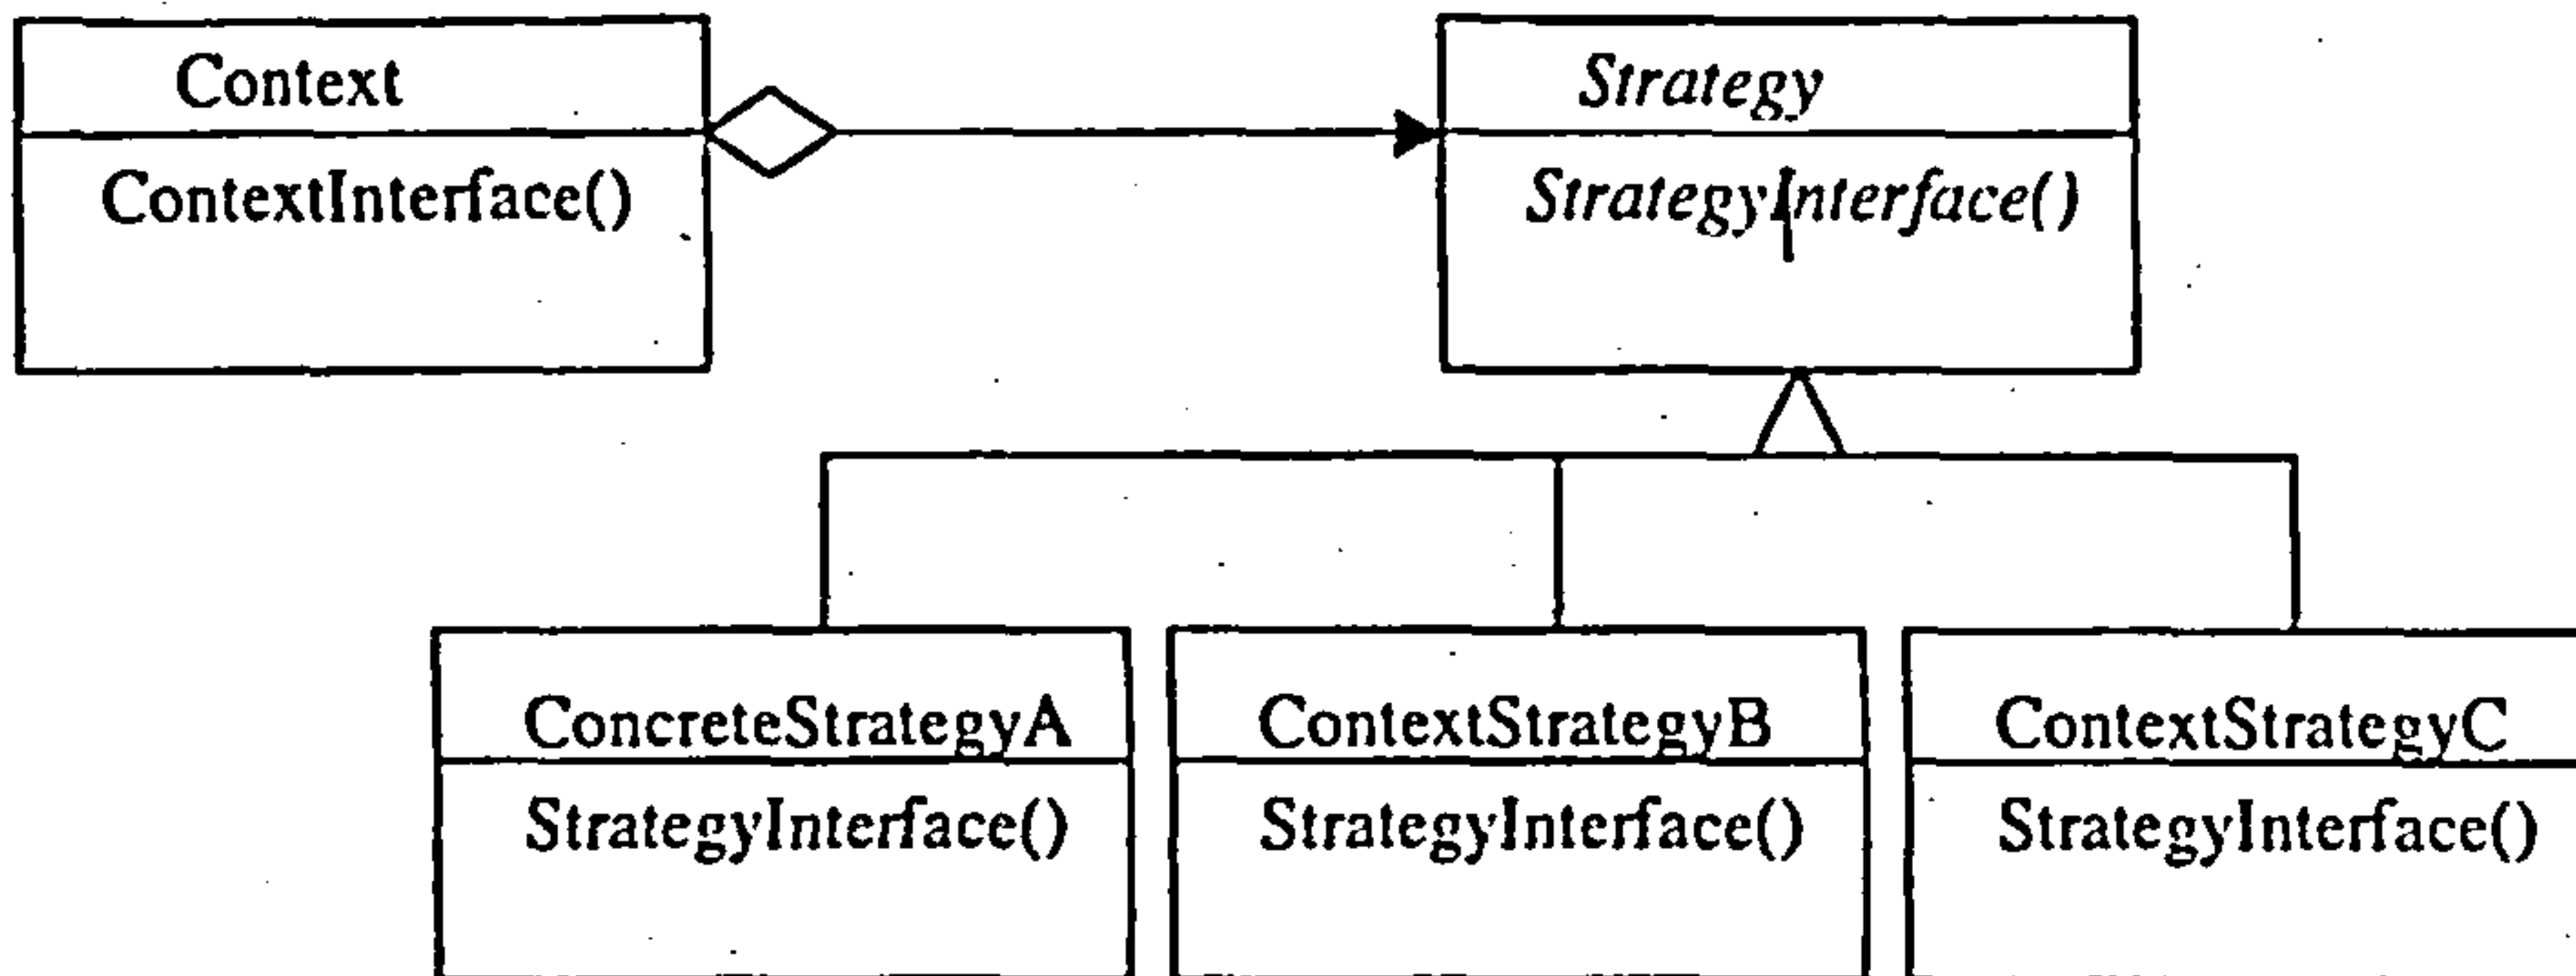 Context
ContextInterface()
Strategy
StrategyInterface()
ConcreteStrategyA
StrategyInterface()
ContextStrategyB
StrategyInterface()
ContextStrategyC
StrategyInterface()